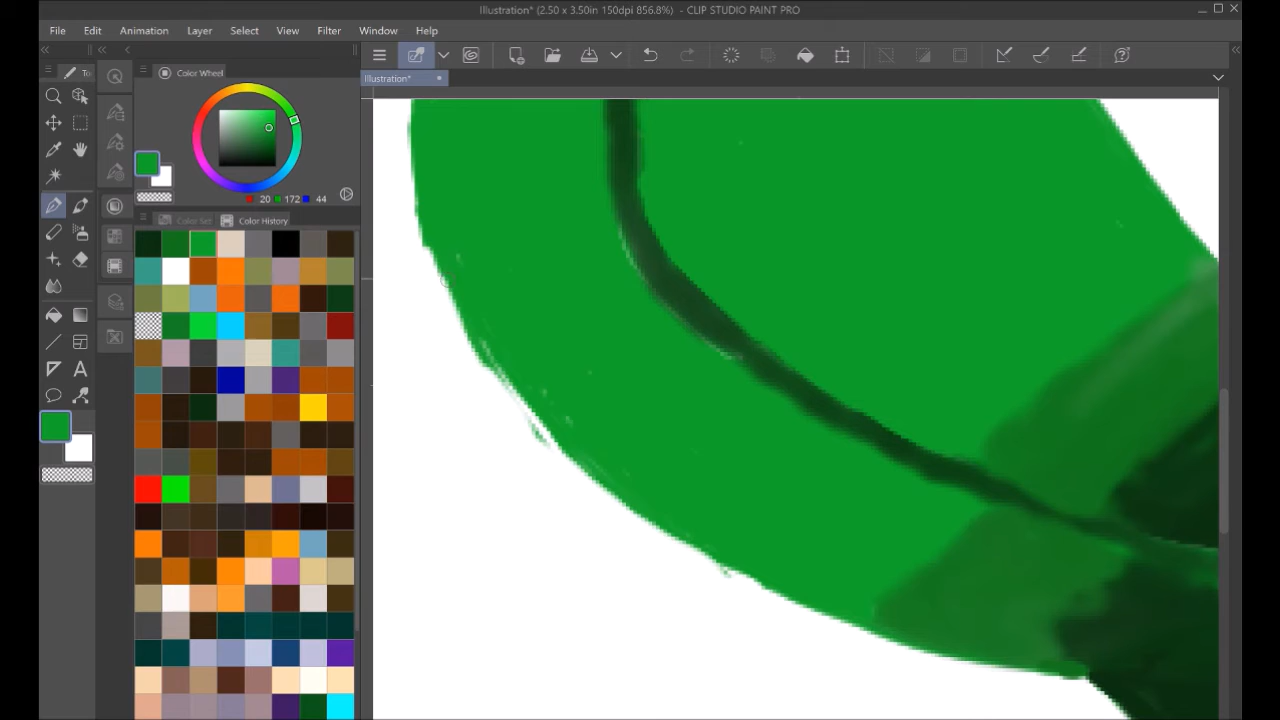 Illustration* (2.50 x 3.50in 150dpi 856.8%) - CLIP STUDIO PAINT PRO
File Edit Animation Layer Select View Filter Window Help
To
Color Wheel
Illustration*
20 172 44
Color Set Color History